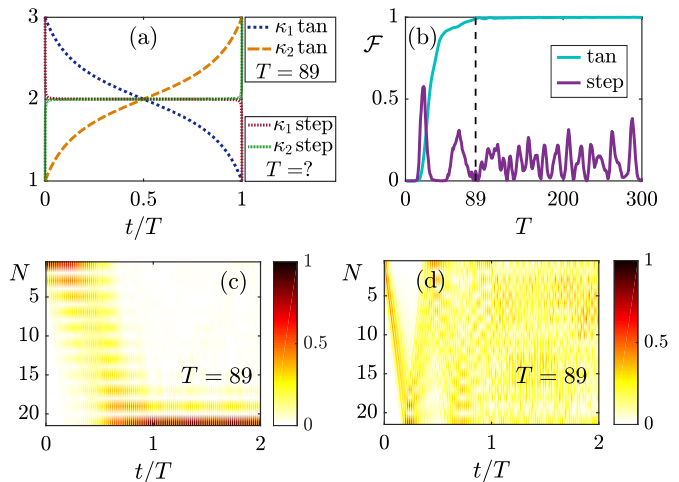 3
2
1
0
0.5
1
t/T
(a)
κ₁ tan
κ₂ tan
T = 89
κ₁ step
κ₂ step
T =?
F
1
0.5
0
0
89
200
300
T
(b)
tan
step
N
5
10
15
20
0
1
2
t/T
(c)
T = 89
1
0.5
0
N
5
10
15
20
0
1
2
t/T
(d)
T = 89
1
0.5
0